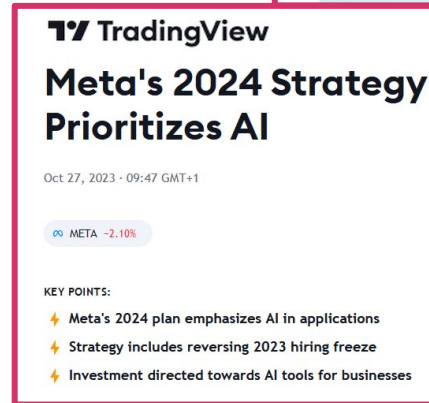 TradingView
Meta's 2024 Strategy
Prioritizes AI
Oct 27, 2023 · 09:47 GMT+1
META −2.10%
KEY POINTS:
Meta's 2024 plan emphasizes AI in applications
Strategy includes reversing 2023 hiring freeze
Investment directed towards AI tools for businesses